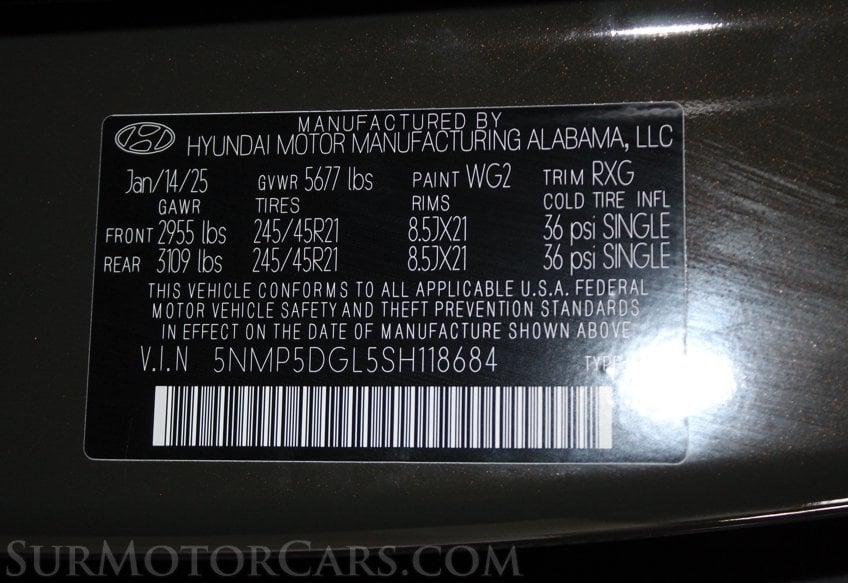 MANUFACTURED BY
HYUNDAI MOTOR MANUFACTURING ALABAMA, LLC
Jan/14/25 GVWR 5677 lbs PAINT WG2 TRIM RXG
GAWR TIRES RIMS COLD TIRE INFL
FRONT 2955 lbs 245/45R21 8.5JX21 36 psi SINGLE
REAR 3109 lbs 245/45R21 8.5JX21 36 psi SINGLE
THIS VEHICLE CONFORMS TO ALL APPLICABLE U.S.A. FEDERAL
MOTOR VEHICLE SAFETY AND THEFT PREVENTION STANDARDS
IN EFFECT ON THE DATE OF MANUFACTURE SHOWN ABOVE
V.I.N 5NMP5DGL5SH118684 TYPE
SurMotorCars.com